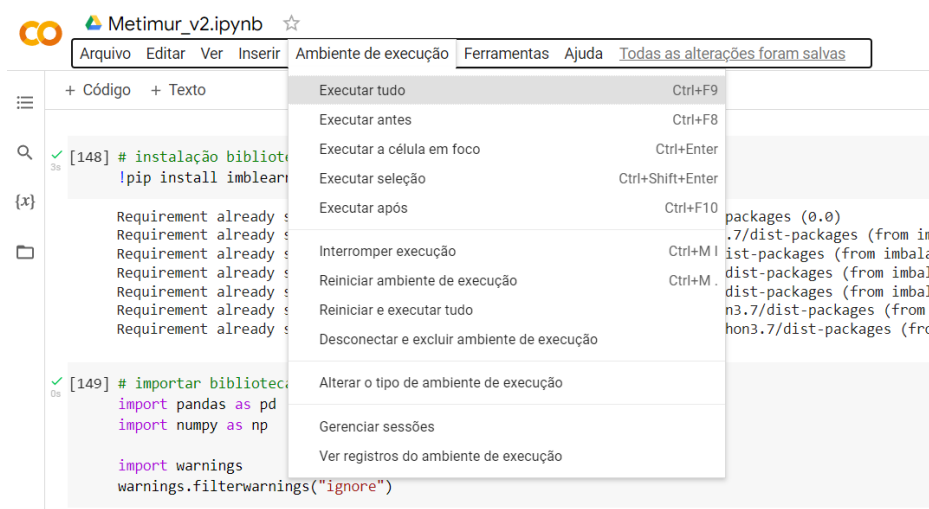 Metimur_v2.ipynb
Arquivo Editar Ver Inserir Ambiente de execução Ferramentas Ajuda Todas as alterações foram salvas
+ Código + Texto
Executar tudo Ctrl+F9
Executar antes Ctrl+F8
Executar a célula em foco Ctrl+Enter
Executar seleção Ctrl+Shift+Enter
Executar após Ctrl+F10
Interromper execução Ctrl+M I
Reiniciar ambiente de execução Ctrl+M .
Reiniciar e executar tudo
Desconectar e excluir ambiente de execução
Alterar o tipo de ambiente de execução
Gerenciar sessões
Ver registros do ambiente de execução
{x}
3s
[148] # instalação bibliote
!pip install imblearn
Requirement already s packages (0.0)
Requirement already s .7/dist-packages (from im
Requirement already s ist-packages (from imbala
Requirement already s dist-packages (from imbal
Requirement already s dist-packages (from imbal
Requirement already s n3.7/dist-packages (from
Requirement already s hon3.7/dist-packages (fro
0s
[149] # importar biblioteca
import pandas as pd
import numpy as np
import warnings
warnings.filterwarnings("ignore")